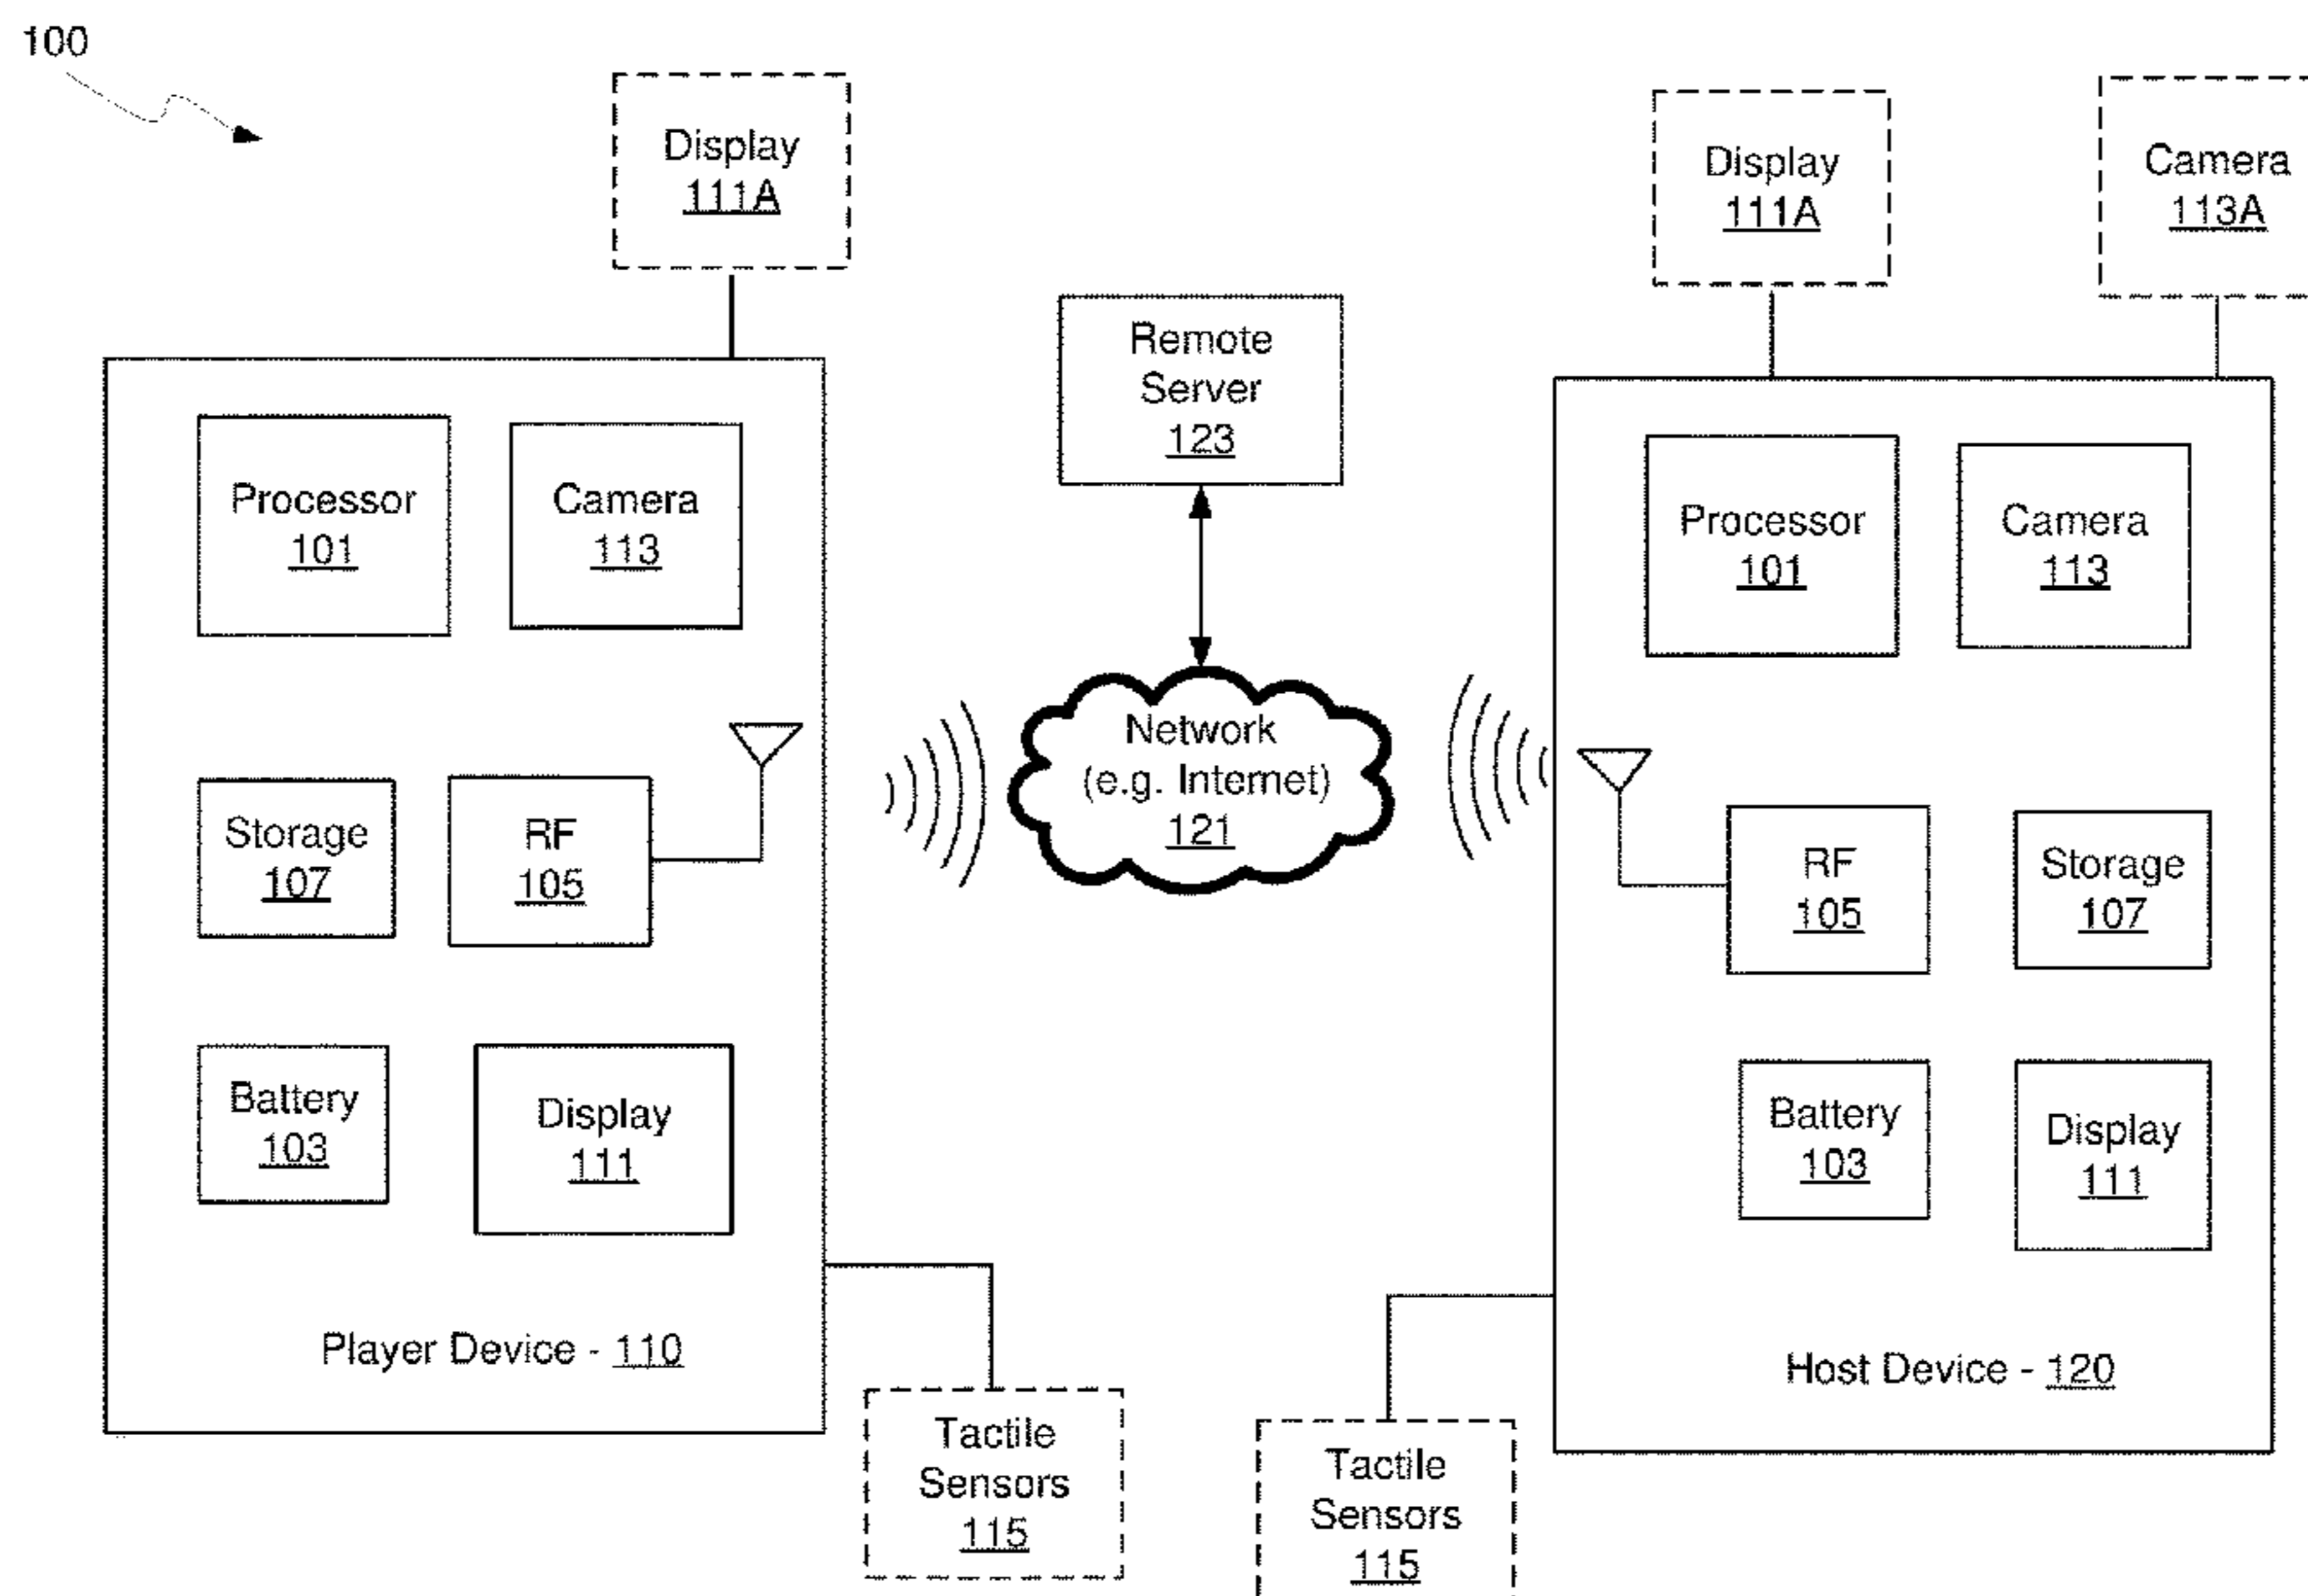 100
Display
111A
Display
111A
Camera
113A
Remote
Server
123
Processor
101
Camera
113
Storage
107
RF
105
Battery
103
Display
111
Player Device - 110
Tactile
Sensors
115
Network
(e.g. Internet)
121
Processor
101
Camera
113
RF
105
Storage
107
Battery
103
Display
111
Host Device - 120
Tactile
Sensors
115